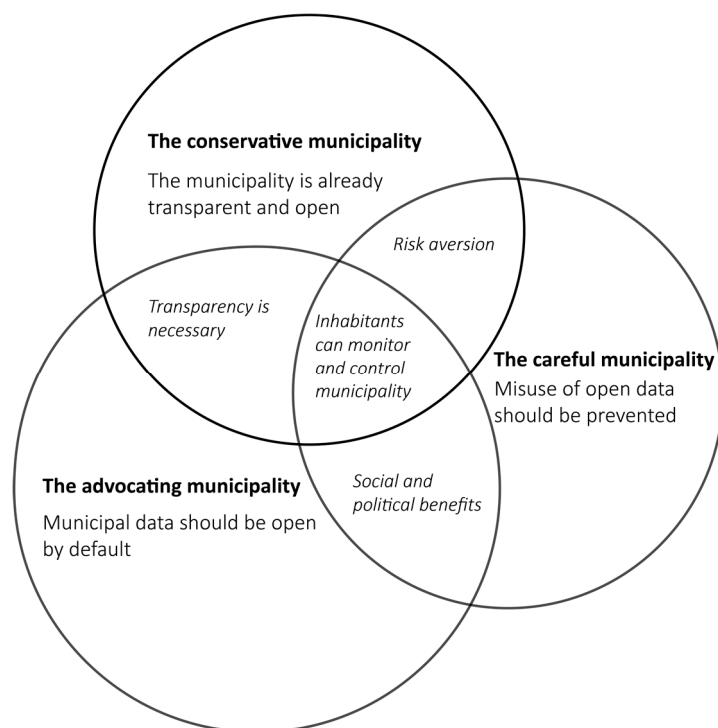 The conservative municipality
The municipality is already
transparent and open
Risk aversion
Transparency is
necessary
Inhabitants
can monitor
and control
municipality
The careful municipality
Misuse of open data
should be prevented
The advocating municipality
Municipal data should be open
by default
Social and
political benefits